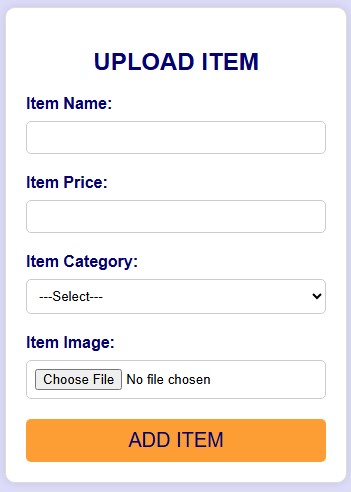 UPLOAD ITEM
Item Name:
Item Price:
Item Category:
---Select---
Item Image:
Choose File No file chosen
ADD ITEM